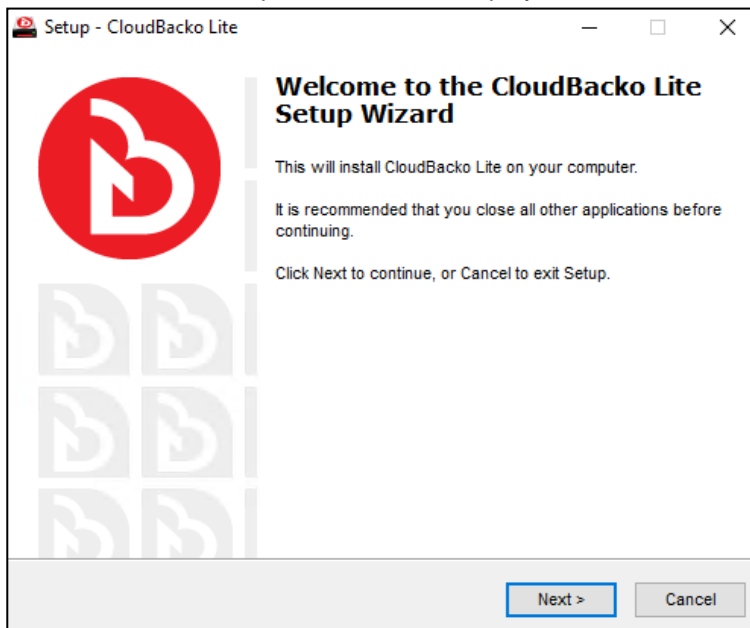 Setup - CloudBacko Lite
Welcome to the CloudBacko Lite
Setup Wizard
This will install CloudBacko Lite on your computer.
It is recommended that you close all other applications before
continuing.
Click Next to continue, or Cancel to exit Setup.
Next >
Cancel